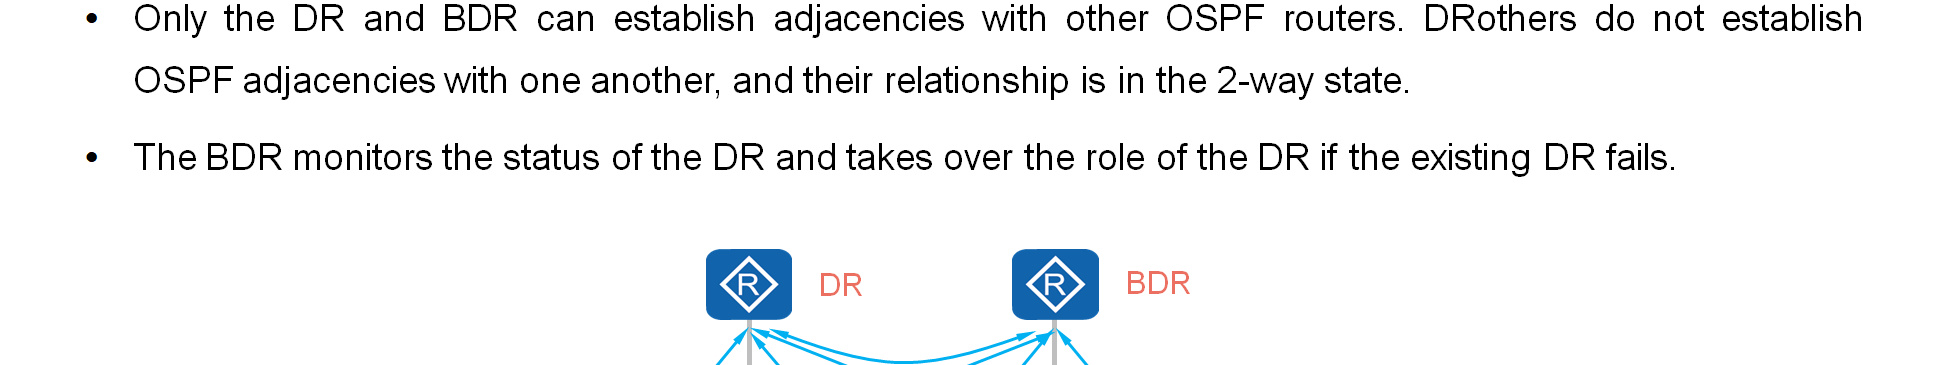 • Only the DR and BDR can establish adjacencies with other OSPF routers. DRothers do not establish
OSPF adjacencies with one another, and their relationship is in the 2-way state.
• The BDR monitors the status of the DR and takes over the role of the DR if the existing DR fails.
R DR R BDR